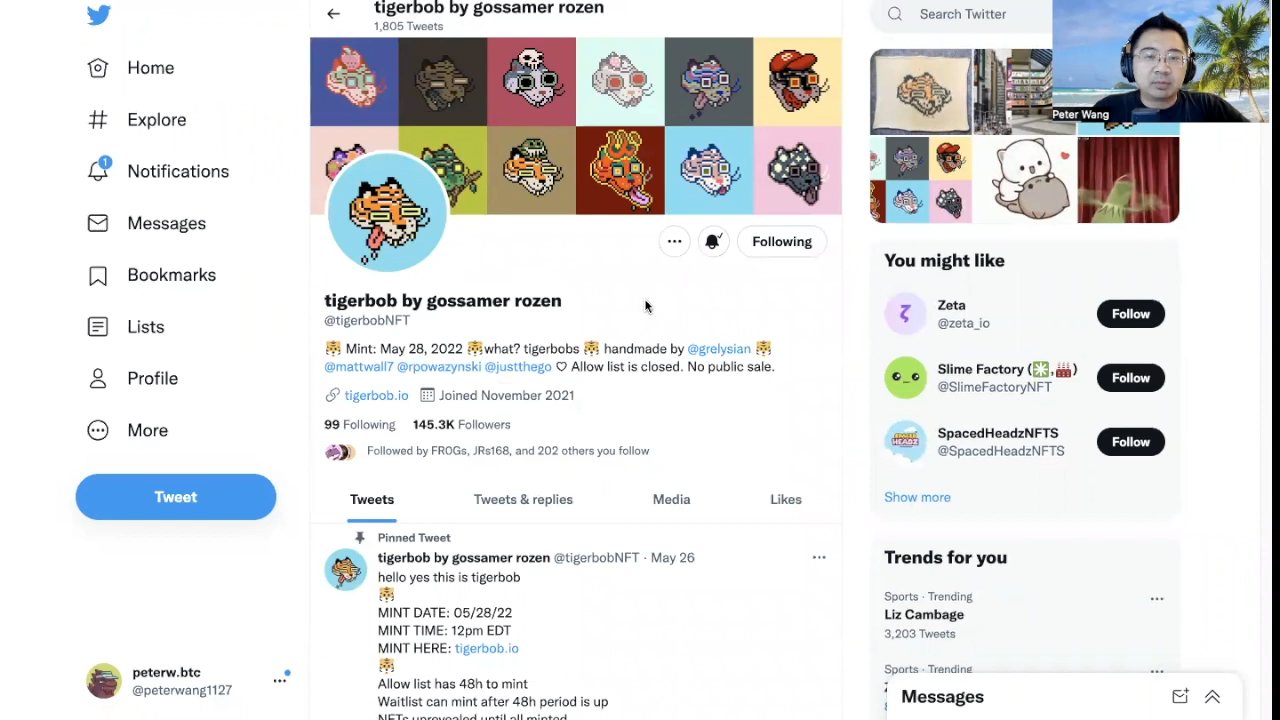 tigerbob by gossamer rozen
1,805 Tweets
Search Twitter
Peter Wang
Home
Explore
1
Notifications
Messages
Bookmarks
Lists
Profile
More
Tweet
peterw.btc
@peterwang1127
Following
tigerbob by gossamer rozen
@tigerbobNFT
Mint: May 28, 2022 🐯what? tigerbobs 🐯 handmade by @grelysian 🐯
@mattwall7 @rpowazynski @justthego ♡ Allow list is closed. No public sale.
tigerbob.io Joined November 2021
99 Following 145.3K Followers
Followed by FR0Gs, JRs168, and 202 others you follow
Tweets Tweets & replies Media Likes
Pinned Tweet
tigerbob by gossamer rozen @tigerbobNFT · May 26
hello yes this is tigerbob
🐯
MINT DATE: 05/28/22
MINT TIME: 12pm EDT
MINT HERE: tigerbob.io
🐯
Allow list has 48h to mint
Waitlist can mint after 48h period is up
NFTs unrevealed until all minted
You might like
Zeta
@zeta_io
Follow
Slime Factory (✳️,🏭)
@SlimeFactoryNFT
Follow
SpacedHeadzNFTS
@SpacedHeadzNFTS
Follow
Show more
Trends for you
Sports · Trending
Liz Cambage
3,203 Tweets
Sports · Trending
Messages